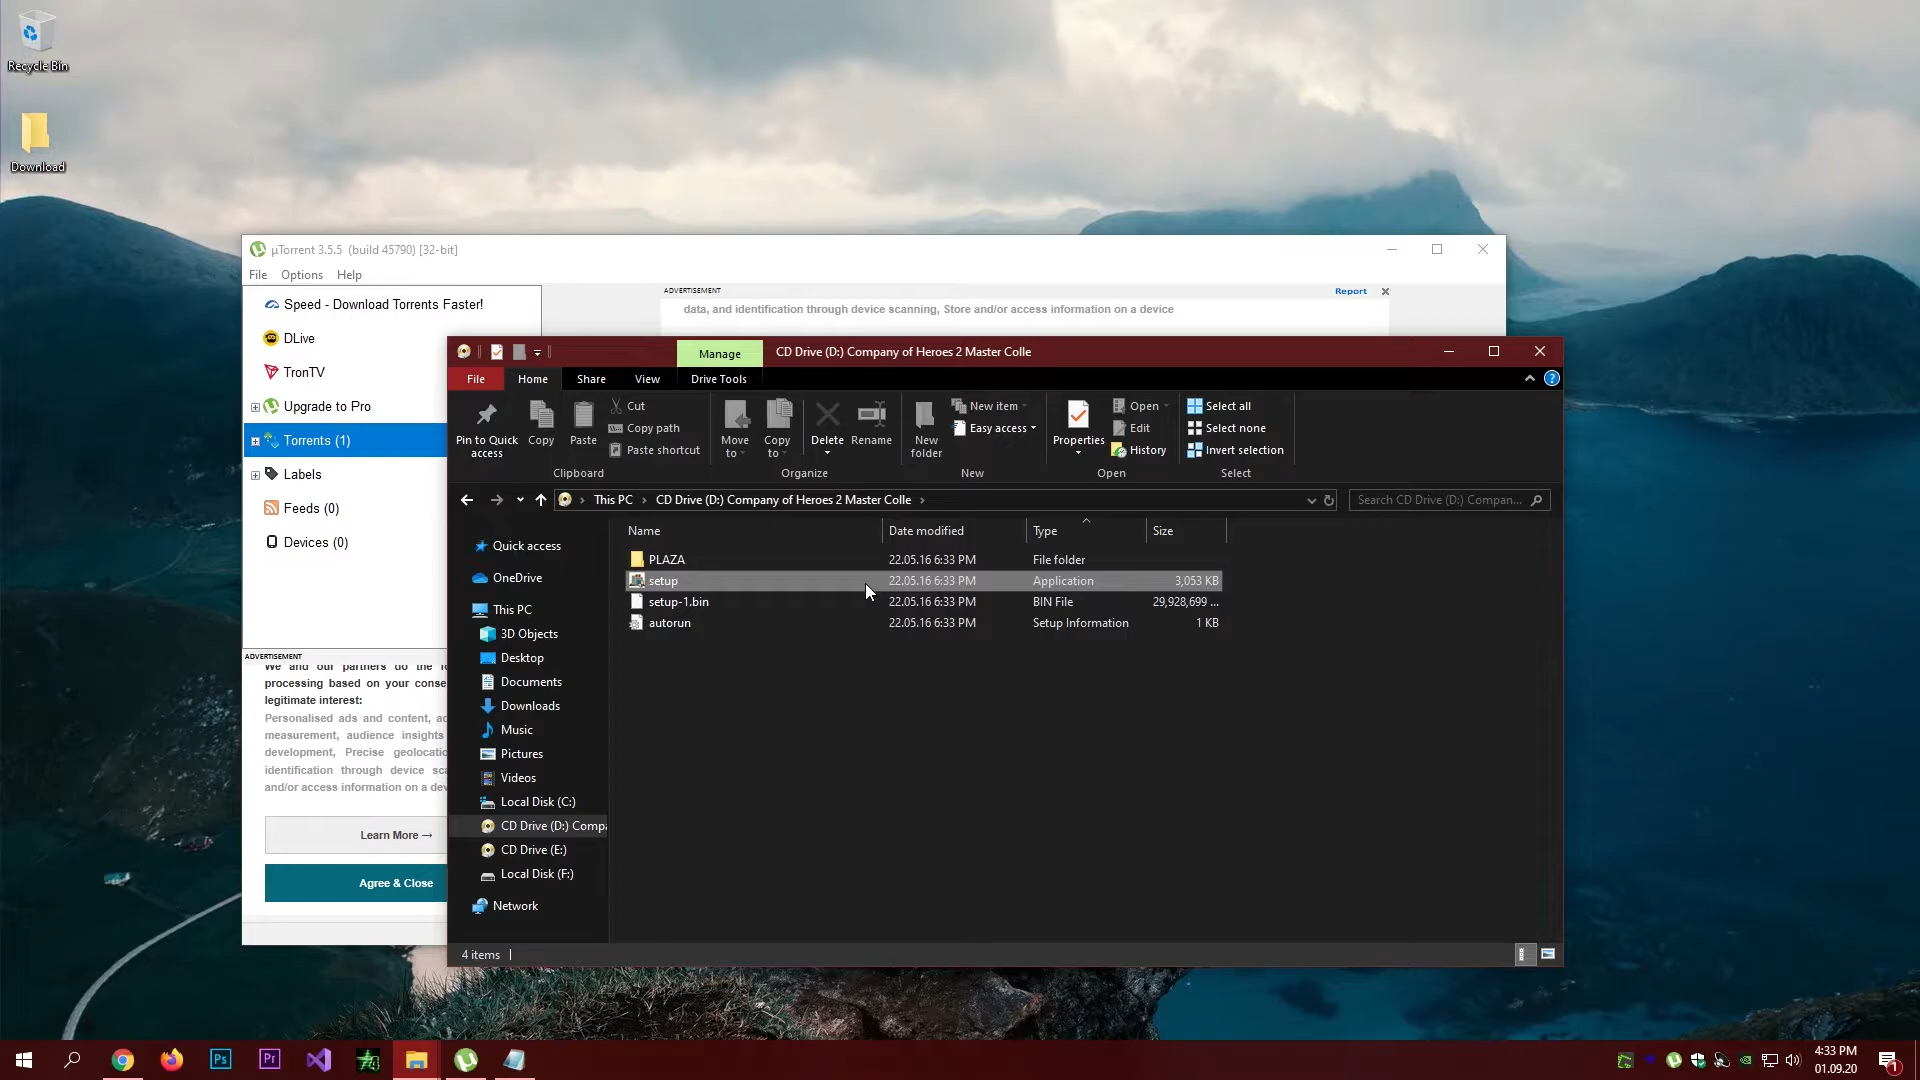 Recycle Bin
Download
µTorrent 3.5.5 (build 45790) [32-bit]
File Options Help
Speed - Download Torrents Faster!
DLive
TronTV
Upgrade to Pro
Torrents (1)
Labels
Feeds (0)
Devices (0)
ADVERTISEMENT
Report
data, and identification through device scanning, Store and/or access information on a device
ADVERTISEMENT
We and our partners do the
processing based on your conse
legitimate interest:
Personalised ads and content, ad
measurement, audience insights
development, Precise geolocatio
identification through device sca
and/or access information on a dev
Learn More →
Agree & Close
Manage
CD Drive (D:) Company of Heroes 2 Master Colle
File Home Share View Drive Tools
Pin to Quick access
Copy
Paste
Cut
Copy path
Paste shortcut
Clipboard
Move to
Copy to
Delete
Rename
Organize
New folder
New item
Easy access
New
Properties
Open
Edit
History
Open
Select all
Select none
Invert selection
Select
This PC > CD Drive (D:) Company of Heroes 2 Master Colle >
Search CD Drive (D:) Compan...
Quick access
OneDrive
This PC
3D Objects
Desktop
Documents
Downloads
Music
Pictures
Videos
Local Disk (C:)
CD Drive (D:) Compa
CD Drive (E:)
Local Disk (F:)
Network
Name Date modified Type Size
PLAZA 22.05.16 6:33 PM File folder
setup 22.05.16 6:33 PM Application 3,053 KB
setup-1.bin 22.05.16 6:33 PM BIN File 29,928,699 ...
autorun 22.05.16 6:33 PM Setup Information 1 KB
4 items
Ps
Pr
4:33 PM
01.09.20
1